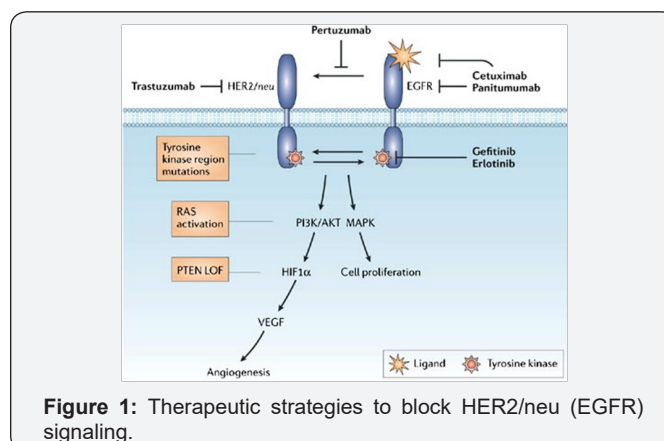 Pertuzumab
Trastuzumab
HER2/neu
EGFR
Cetuximab
Panitumumab
Tyrosine
kinase region
mutations
Gefitinib
Erlotinib
RAS
activation
PI3K/AKT MAPK
PTEN LOF
HIF1α
Cell proliferation
VEGF
Angiogenesis
Ligand
Tyrosine kinase
Figure 1: Therapeutic strategies to block HER2/neu (EGFR)
signaling.